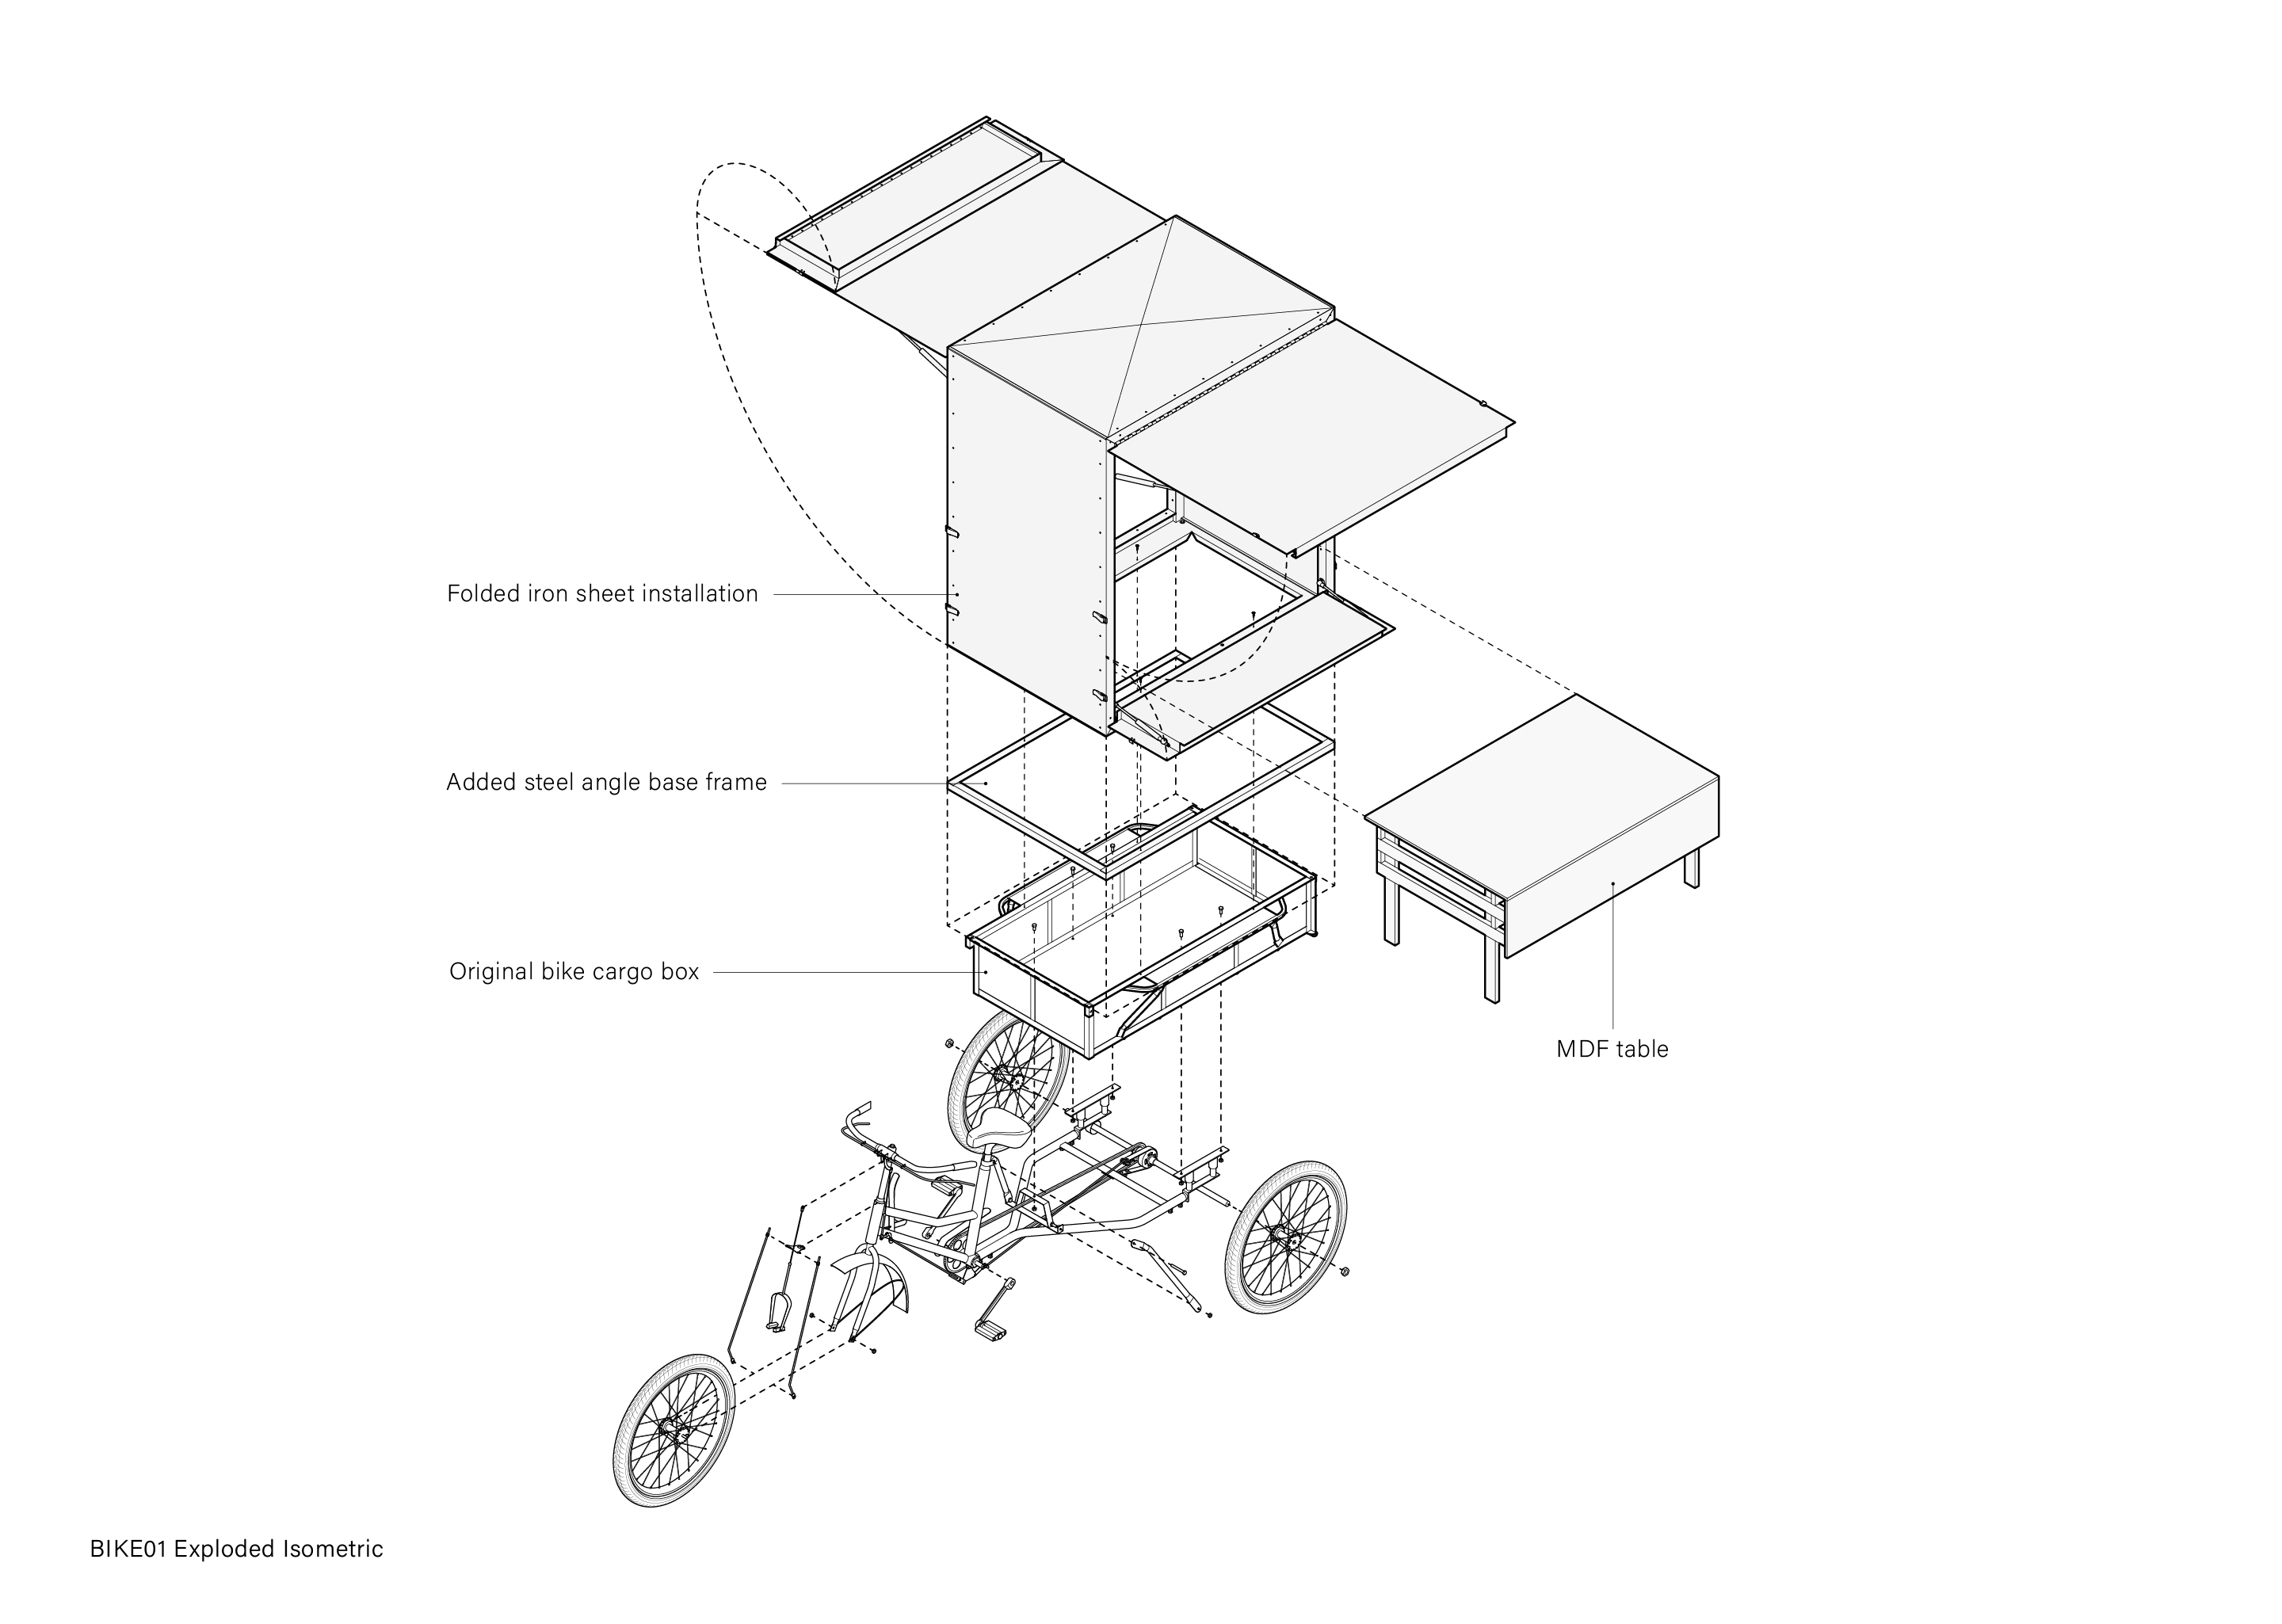 Folded iron sheet installation
Added steel angle base frame
Original bike cargo box
MDF table
BIKE01 Exploded Isometric